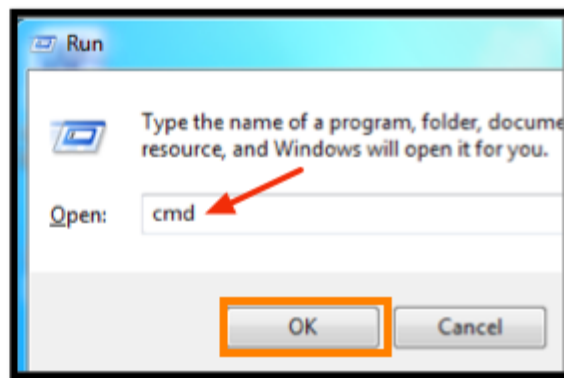 Run
Type the name of a program, folder,
resource, and Windows will open it for you.
Open: cmd
OK Cancel